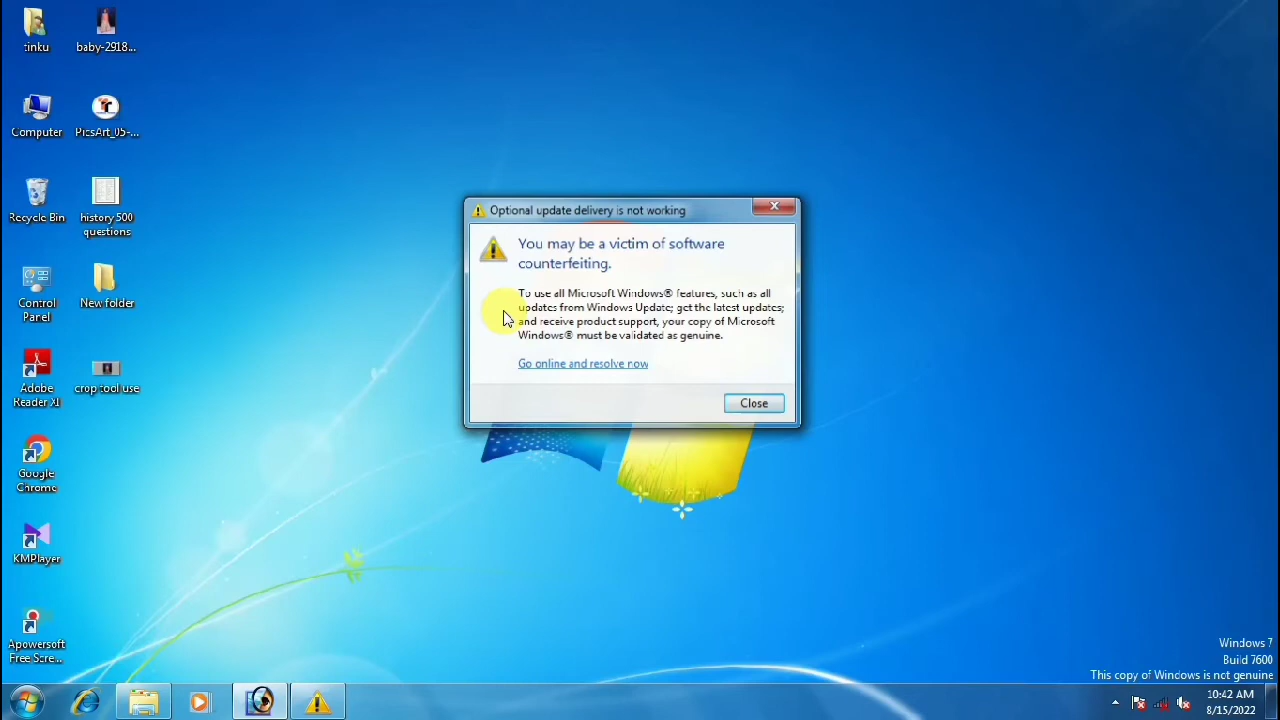 tinku
baby-2918...
Computer
PicsArt_05-...
Recycle Bin
history 500
questions
Control
Panel
New folder
Adobe
Reader XI
crop tool use
Google
Chrome
KMPlayer
Apowersoft
Free Scre...
Optional update delivery is not working
You may be a victim of software
counterfeiting.
To use all Microsoft Windows® features, such as all
updates from Windows Update; get the latest updates;
and receive product support, your copy of Microsoft
Windows® must be validated as genuine.
Go online and resolve now
Close
Windows 7
Build 7600
This copy of Windows is not genuine
10:42 AM
8/15/2022